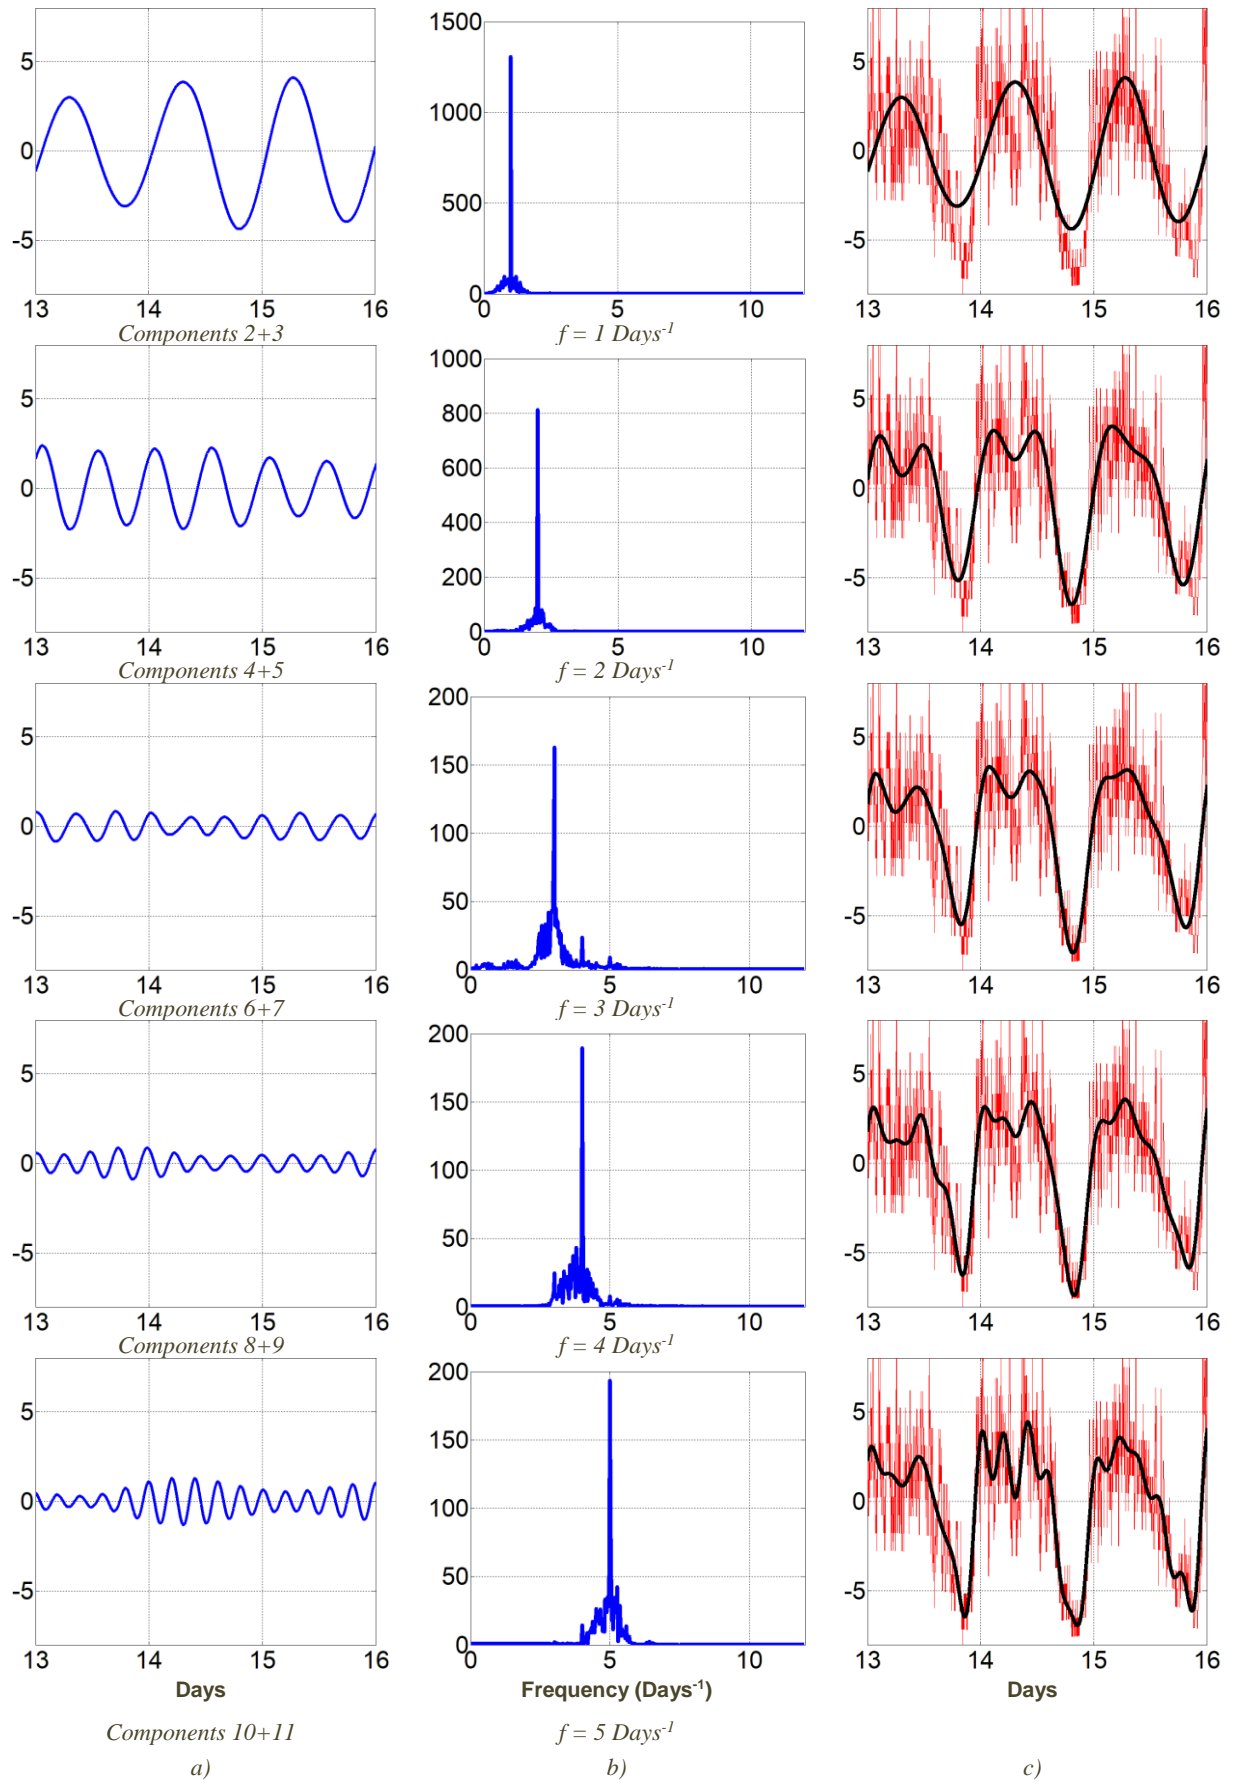 5
0
-5
13 14 15 16
1500
1000
500
0
0 5 10
5
0
-5
13 14 15 16
Components 2+3
f = 1 Days-1
5
0
-5
13 14 15 16
1000
800
600
400
200
0
0 5 10
5
0
-5
13 14 15 16
Components 4+5
f = 2 Days-1
5
0
-5
13 14 15 16
200
150
100
50
0
0 5 10
5
0
-5
13 14 15 16
Components 6+7
f = 3 Days-1
5
0
-5
13 14 15 16
200
150
100
50
0
0 5 10
5
0
-5
13 14 15 16
Components 8+9
f = 4 Days-1
5
0
-5
13 14 15 16
200
150
100
50
0
0 5 10
5
0
-5
13 14 15 16
Days
Frequency (Days-1)
Days
Components 10+11
f = 5 Days-1
a)
b)
c)